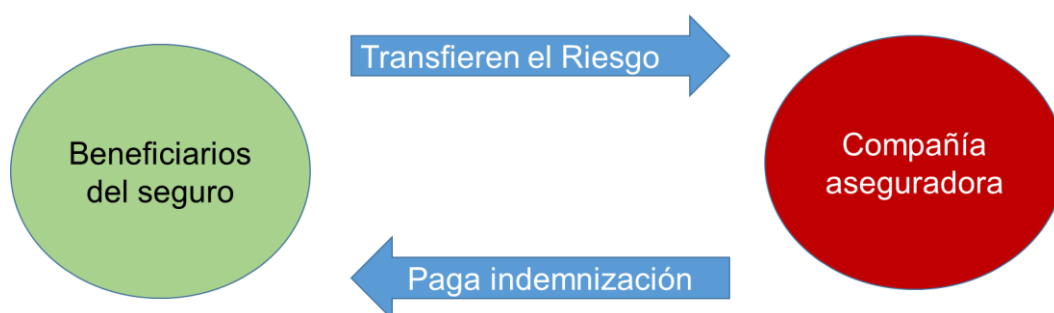 Transfieren el Riesgo
Beneficiarios
del seguro
Compañía
aseguradora
Paga indemnización